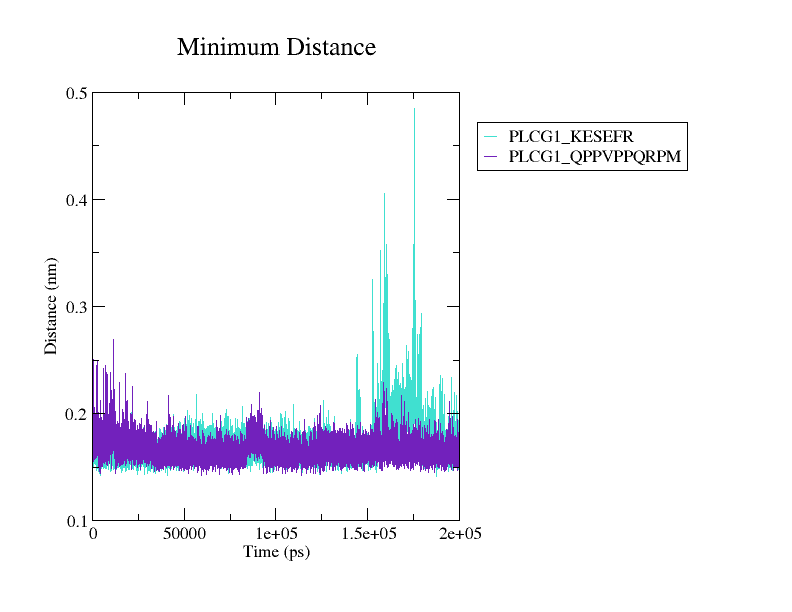 Minimum Distance
0.5
0.4
0.3
0.2
0.1
Distance (nm)
0 50000 1e+05 1.5e+05 2e+05
Time (ps)
PLCG1_KESEFR
PLCG1_QPPVPPQRPM